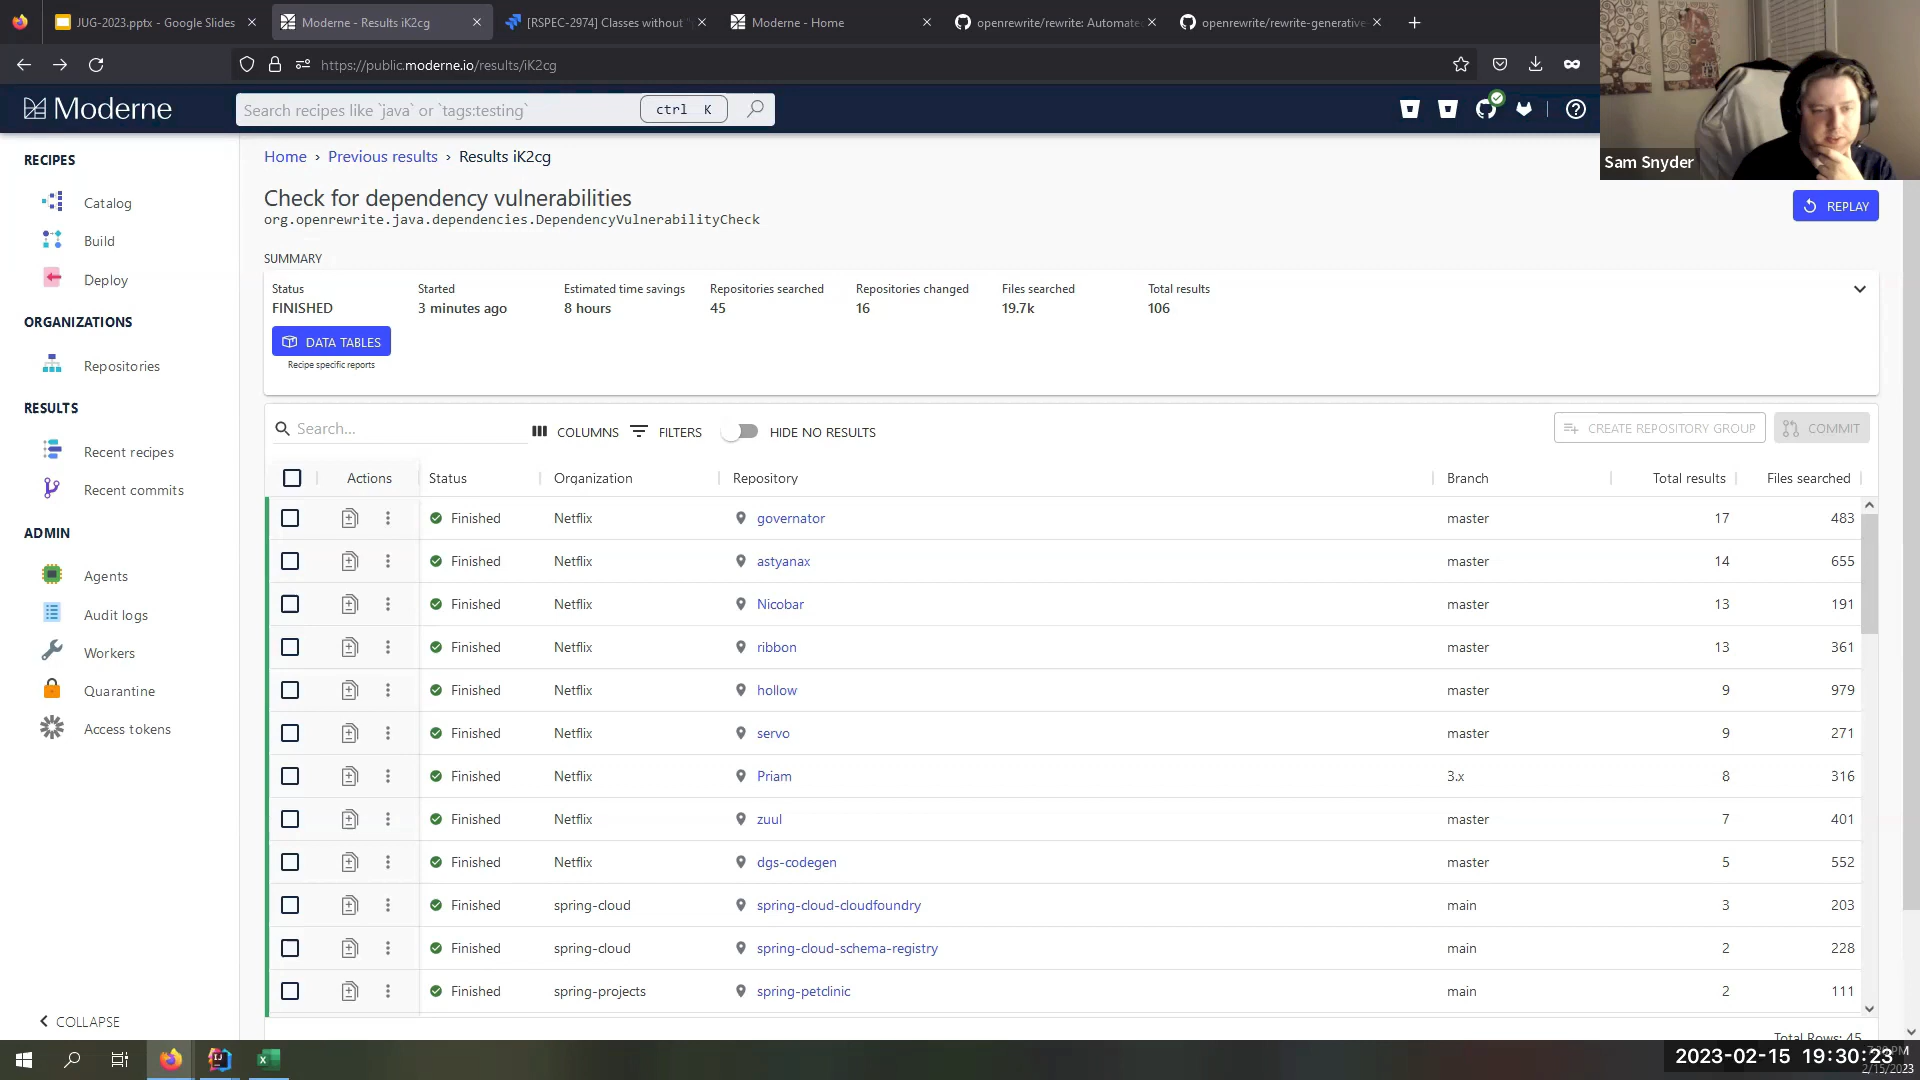 JUG-2023.pptx - Google Slides
Moderne - Results iK2cg
[RSPEC-2974] Classes without "
Moderne - Home
openrewrite/rewrite: Automate
openrewrite/rewrite-generative-
https://public.moderne.io/results/iK2cg
Moderne
Search recipes like `java` or `tags:testing`
ctrl K
Sam Snyder
RECIPES
Catalog
Build
Deploy
ORGANIZATIONS
Repositories
RESULTS
Recent recipes
Recent commits
ADMIN
Agents
Audit logs
Workers
Quarantine
Access tokens
COLLAPSE
Home › Previous results › Results iK2cg
Check for dependency vulnerabilities
org.openrewrite.java.dependencies.DependencyVulnerabilityCheck
REPLAY
SUMMARY
Status Started Estimated time savings Repositories searched Repositories changed Files searched Total results
FINISHED 3 minutes ago 8 hours 45 16 19.7k 106
DATA TABLES
Recipe specific reports
Search... COLUMNS FILTERS HIDE NO RESULTS CREATE REPOSITORY GROUP COMMIT
Actions Status Organization Repository Branch Total results Files searched
Finished Netflix governator master 17 483
Finished Netflix astyanax master 14 655
Finished Netflix Nicobar master 13 191
Finished Netflix ribbon master 13 361
Finished Netflix hollow master 9 979
Finished Netflix servo master 9 271
Finished Netflix Priam 3.x 8 316
Finished Netflix zuul master 7 401
Finished Netflix dgs-codegen master 5 552
Finished spring-cloud spring-cloud-cloudfoundry main 3 203
Finished spring-cloud spring-cloud-schema-registry main 2 228
Finished spring-projects spring-petclinic main 2 111
Total Rows: 45
2023-02-15 19:30:23
2/15/2023